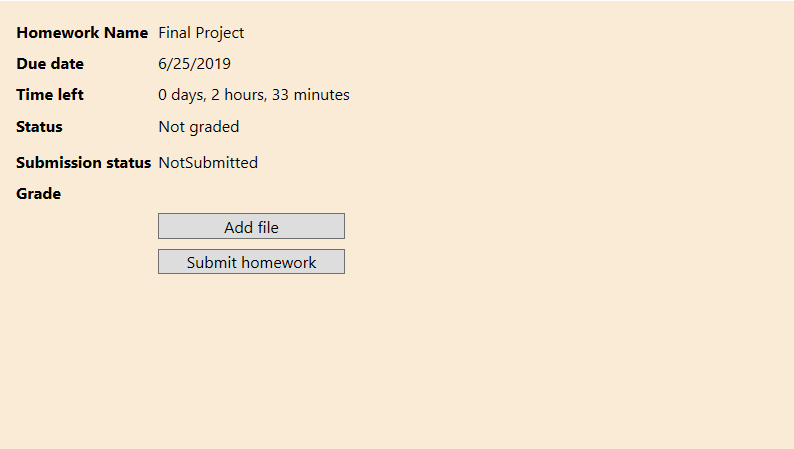 Homework Name Final Project
Due date 6/25/2019
Time left 0 days, 2 hours, 33 minutes
Status Not graded
Submission status NotSubmitted
Grade
Add file
Submit homework